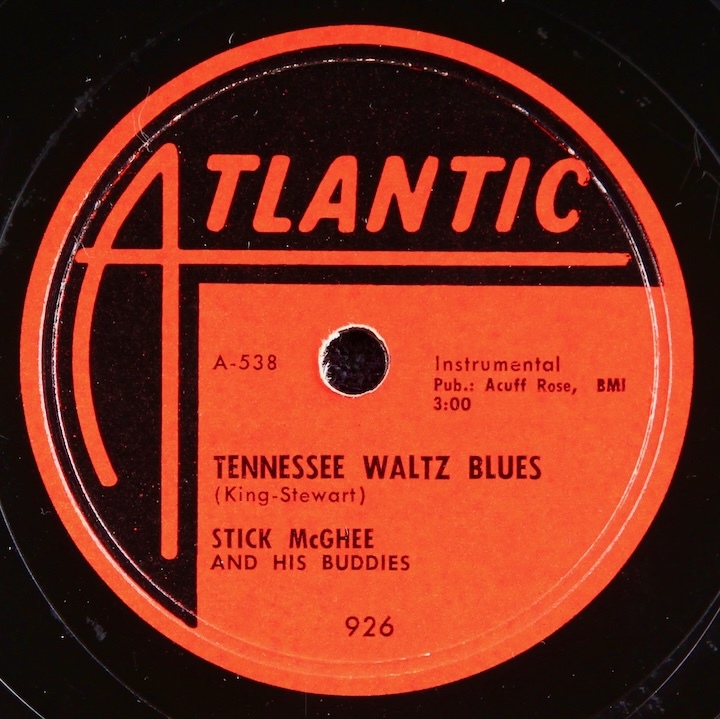 ATLANTIC
A-538
Instrumental
Pub.: Acuff Rose, BMI
3:00
TENNESSEE WALTZ BLUES
(King-Stewart)
STICK McGHEE
AND HIS BUDDIES
926